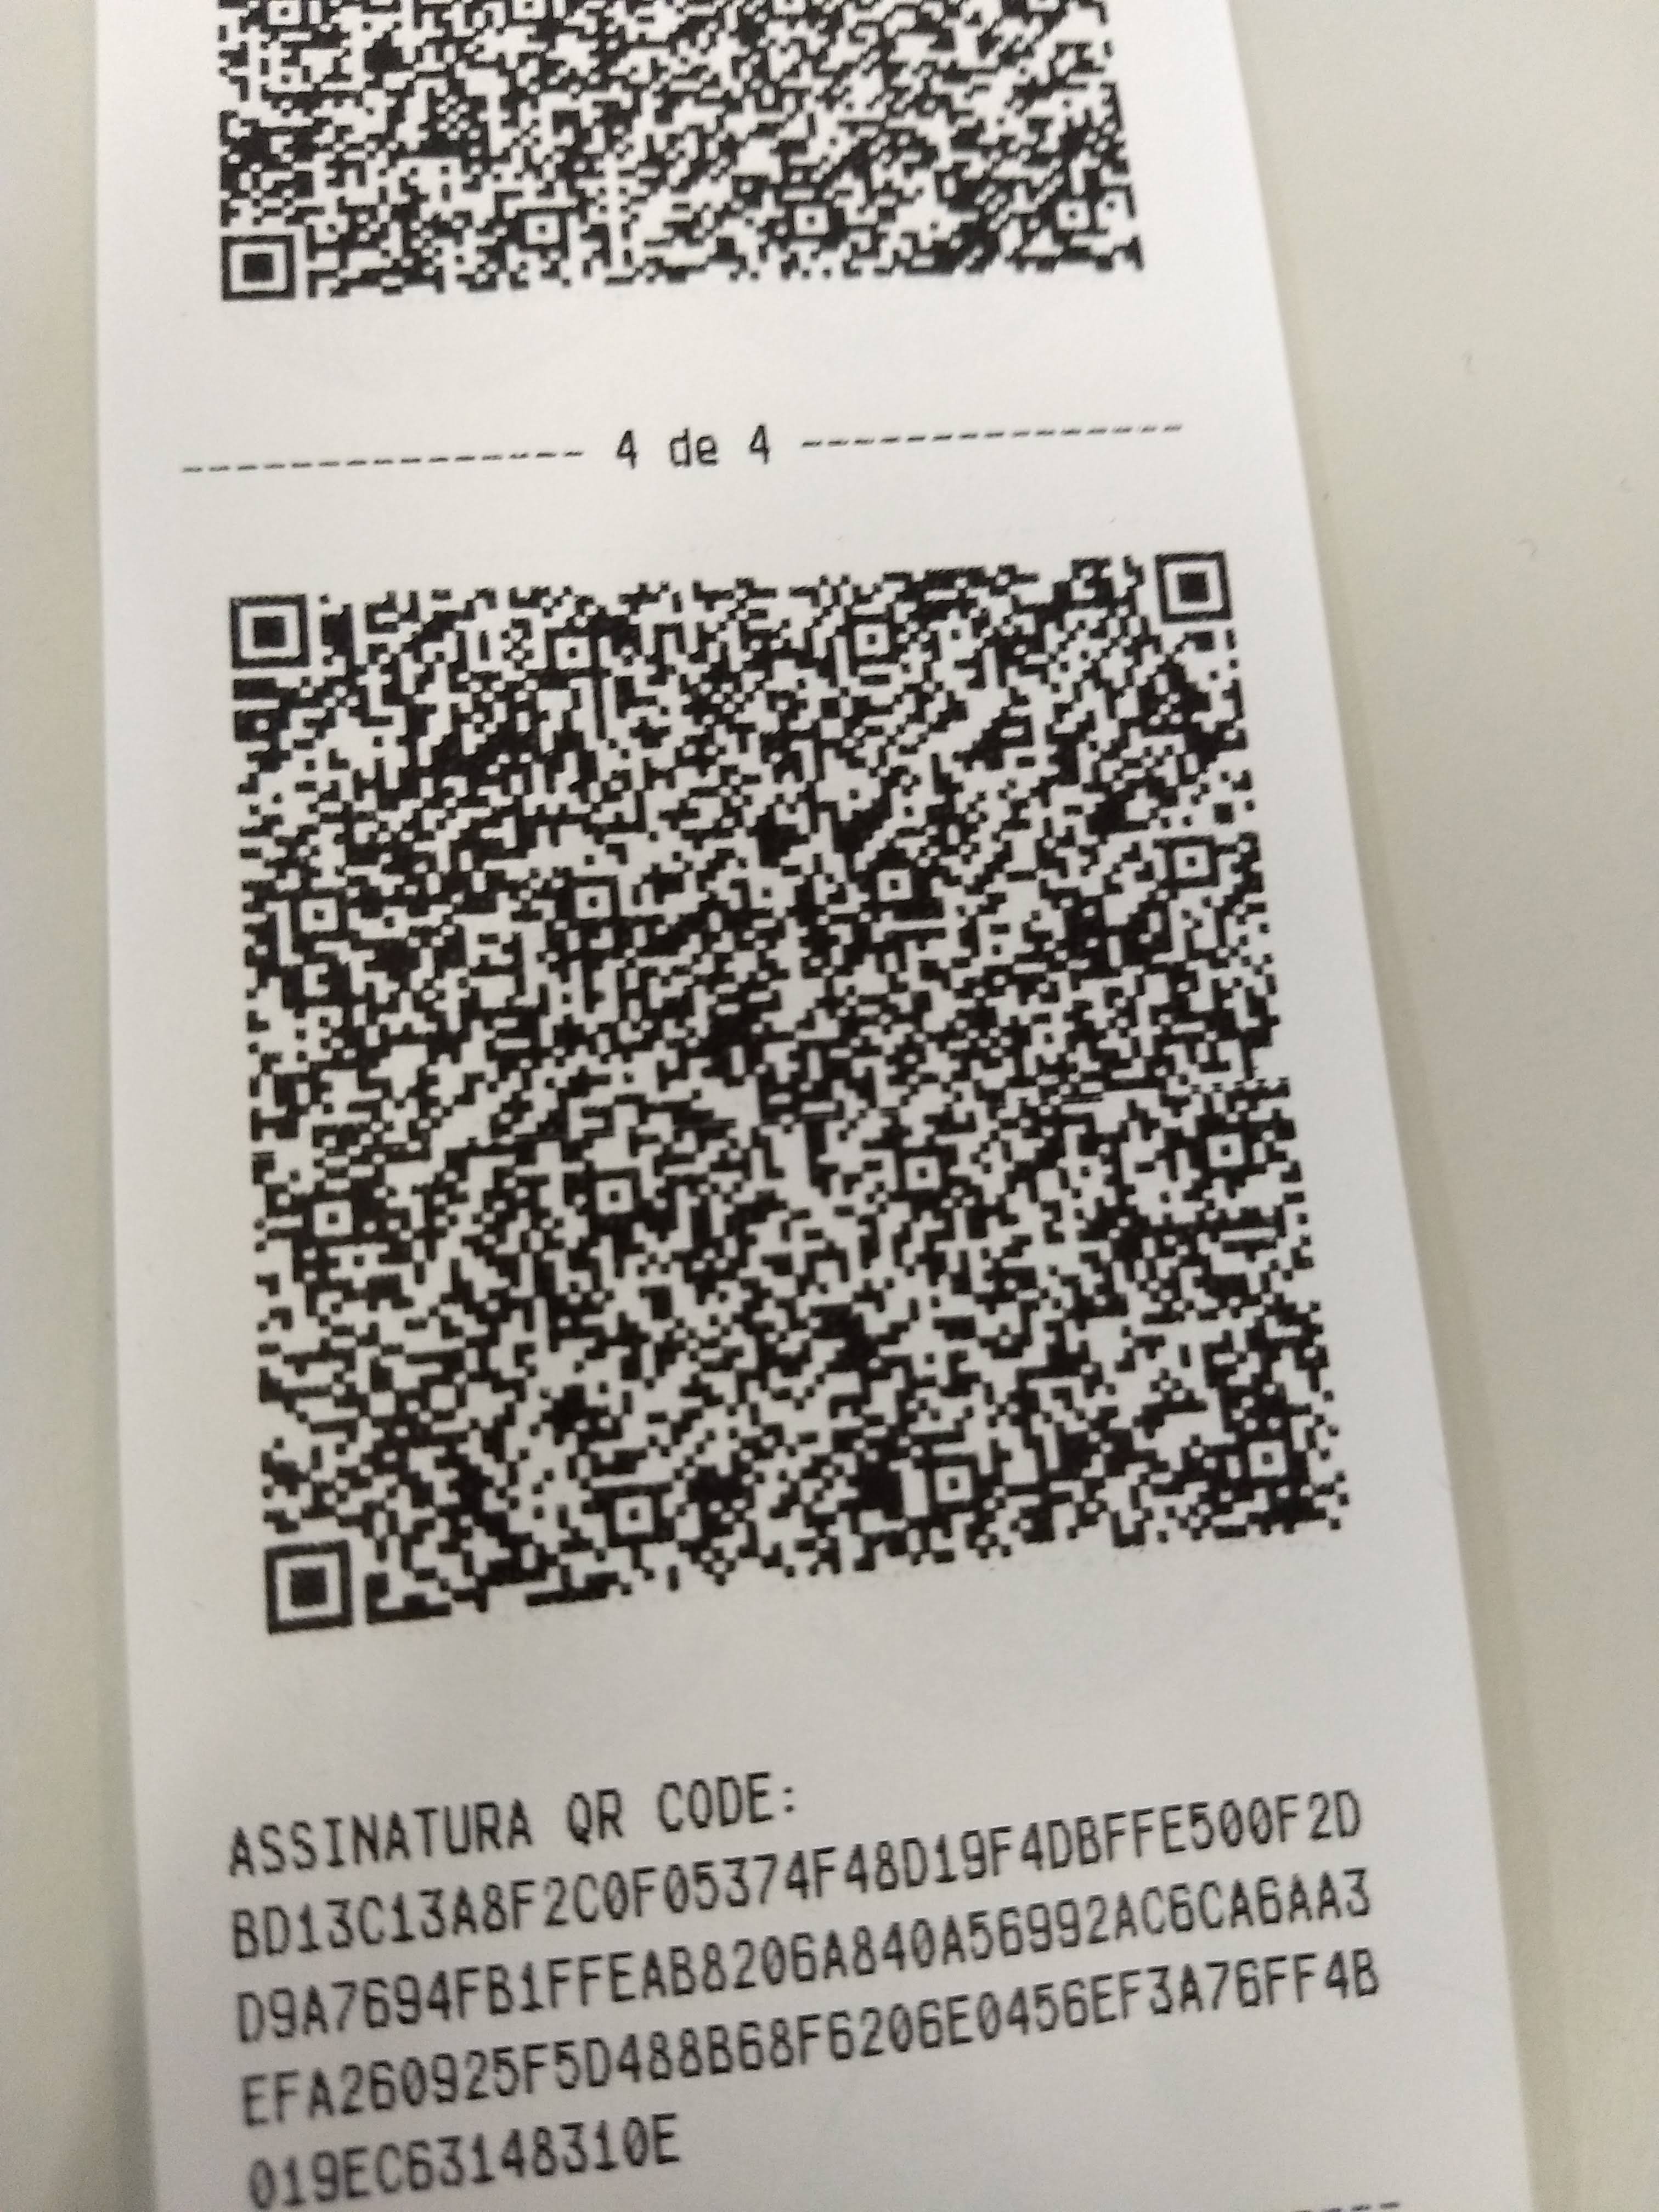 --------------- 4 de 4 ---------------
ASSINATURA QR CODE:
BD13C13A8F2C0F05374F48D19F4DBFFE500F2D
D9A7694FB1FFEAB8206A840A56992AC6CA6AA3
EFA260925F5D488B68F6206E0456EF3A76FF4B
019EC63148310E